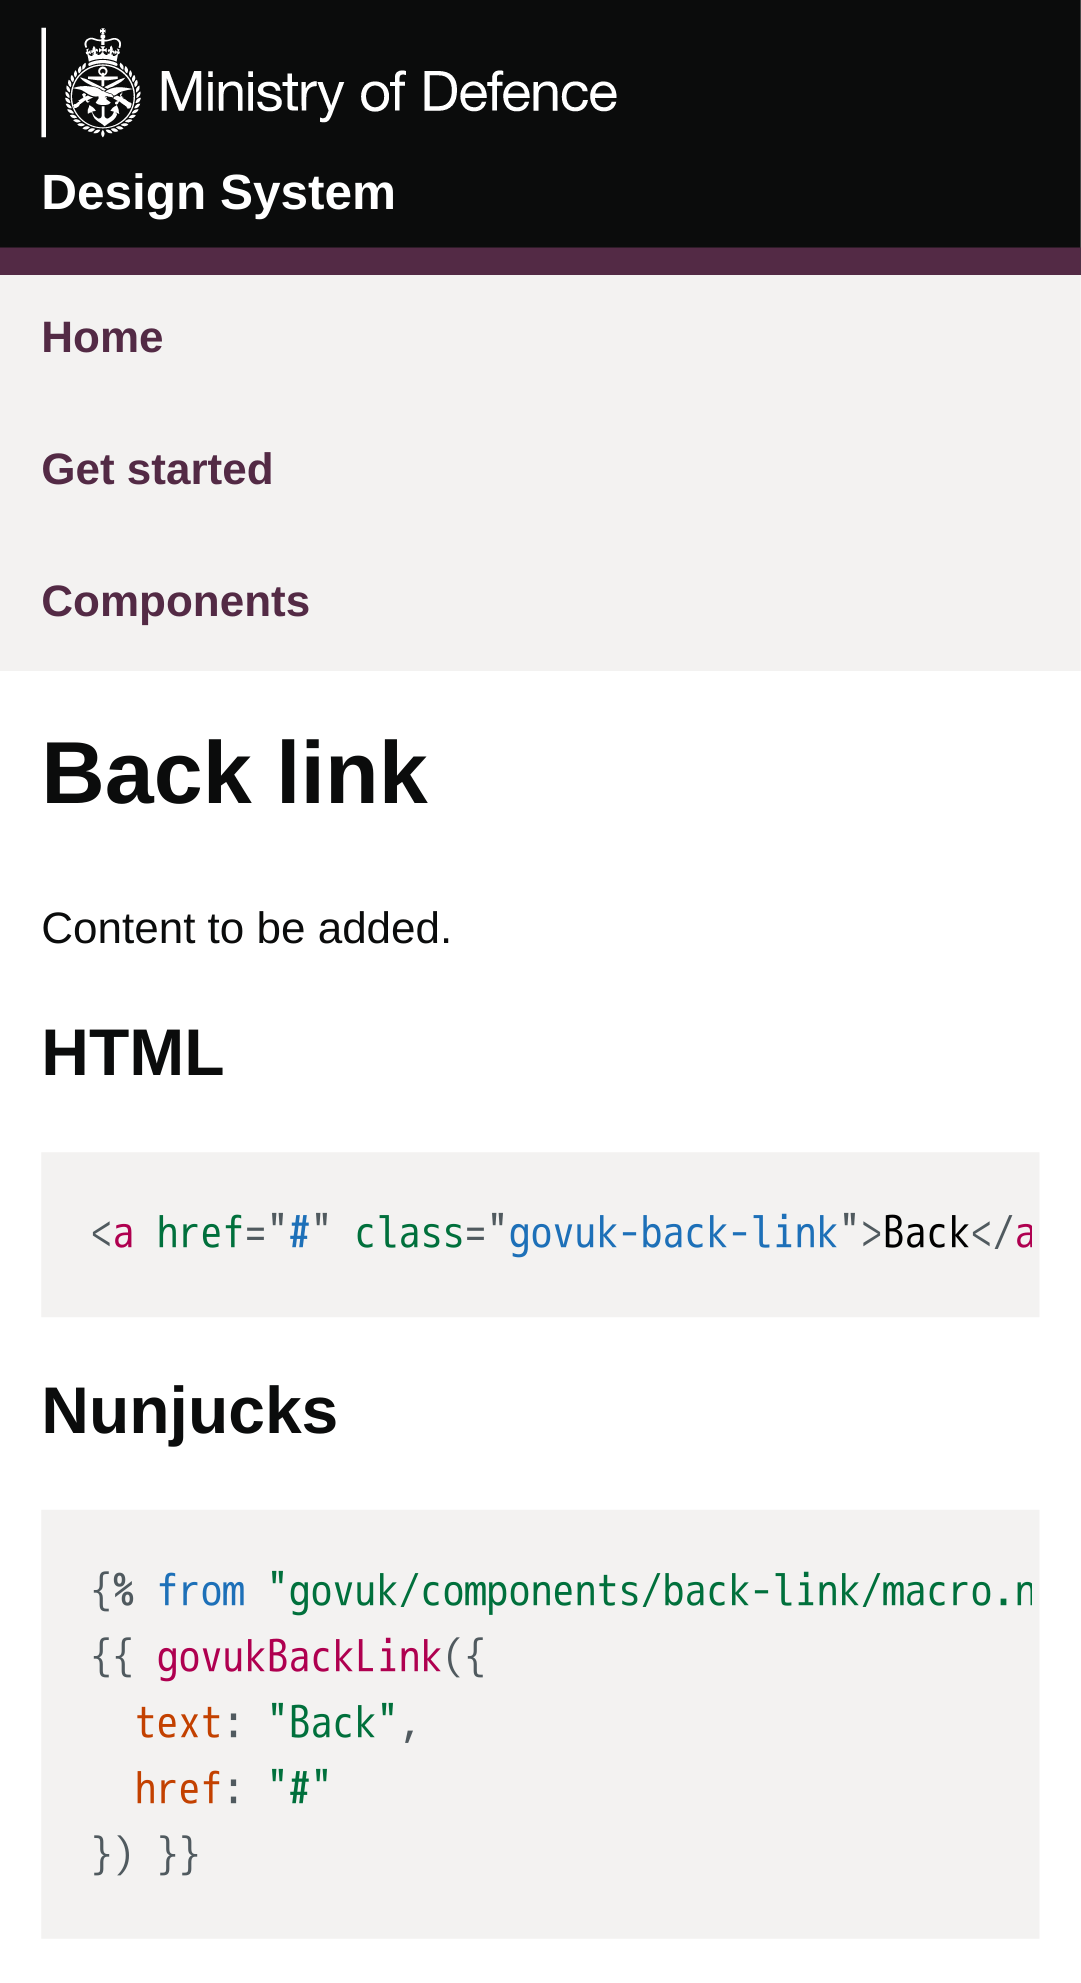 Ministry of Defence
Design System
Home
Get started
Components
Back link
Content to be added.
HTML
<a href="#" class="govuk-back-link">Back</a
Nunjucks
{% from "govuk/components/back-link/macro.n
{{ govukBackLink({
  text: "Back",
  href: "#"
}) }}